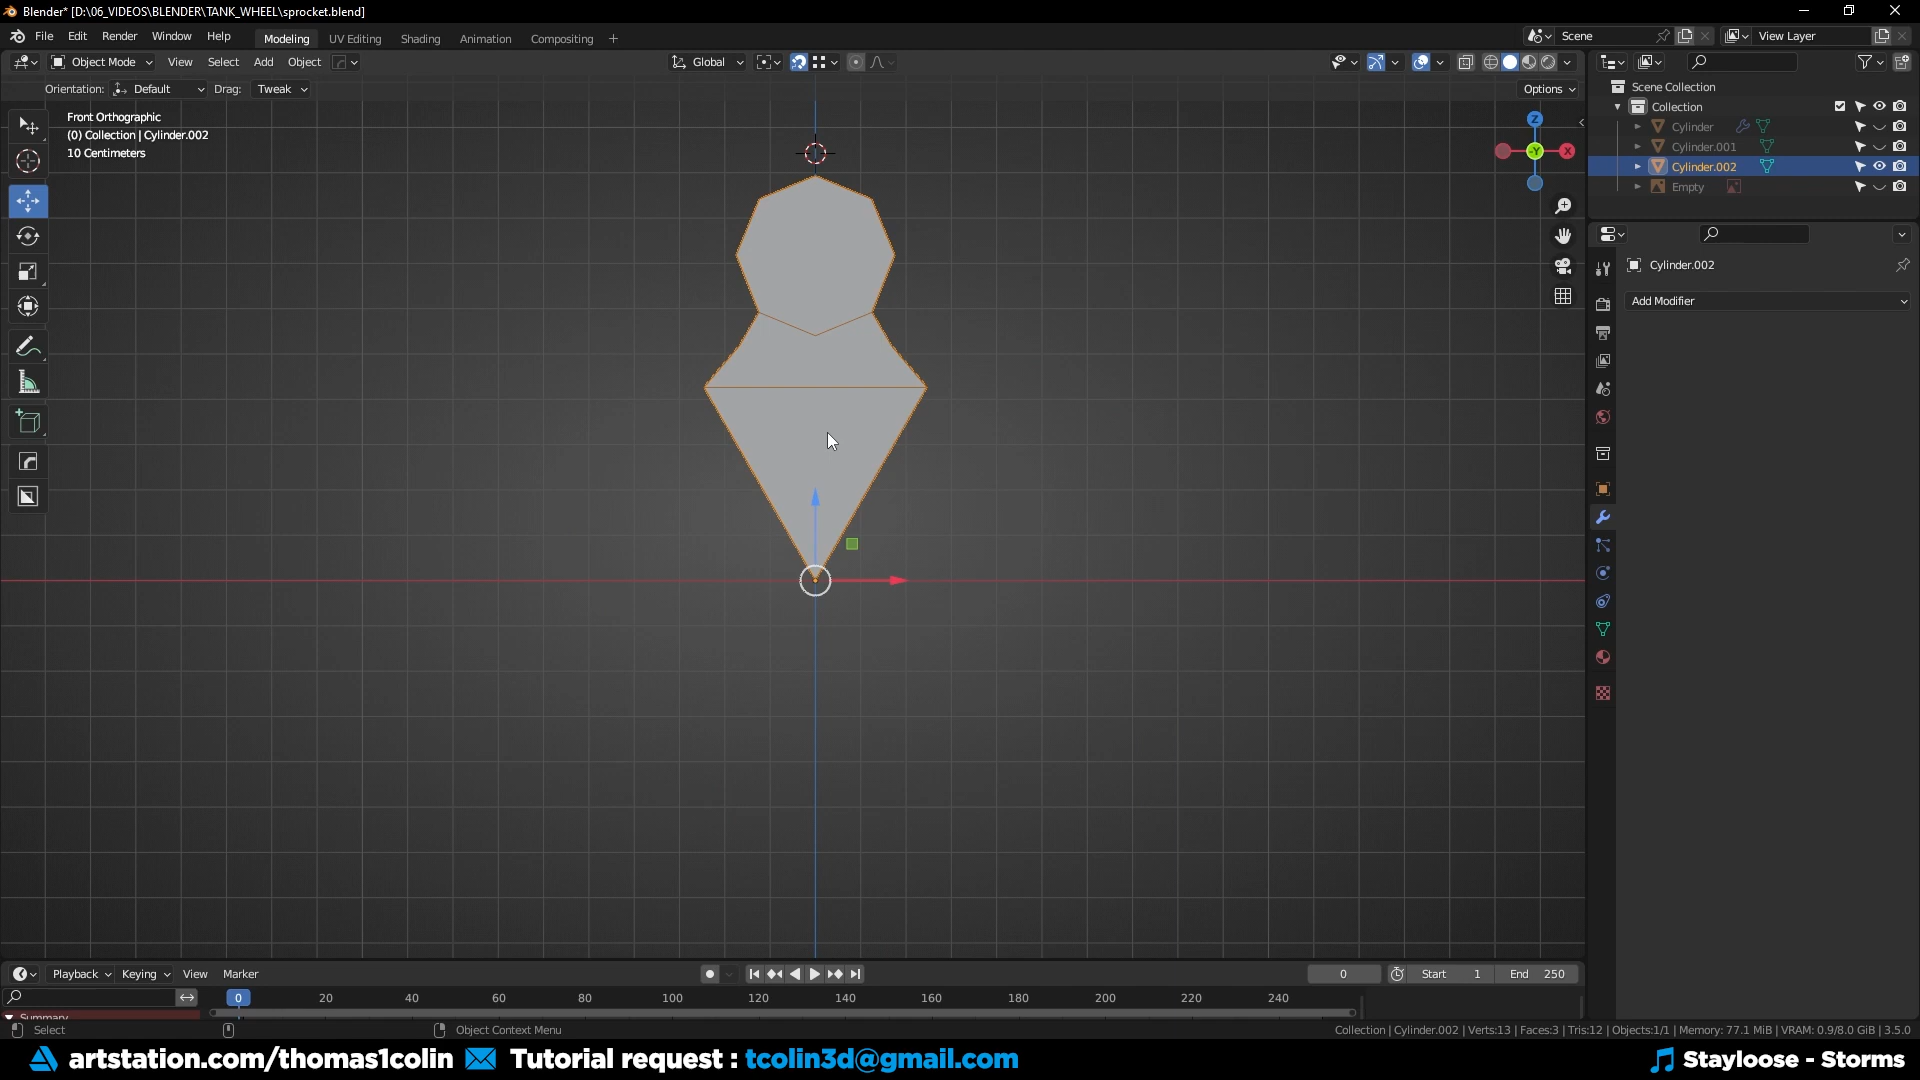 Blender* [D:\06_VIDEOS\BLENDER\TANK_WHEEL\sprocket.blend]
File Edit Render Window Help Modeling UV Editing Shading Animation Compositing + Scene View Layer
Object Mode View Select Add Object Global
Orientation: Default Drag: Tweak Options
Front Orthographic
(0) Collection | Cylinder.002
10 Centimeters
Z
-Y
X
Scene Collection
Collection
Cylinder
Cylinder.001
Cylinder.002
Empty
Cylinder.002
Add Modifier
Playback Keying View Marker 0 Start 1 End 250
0 20 40 60 80 100 120 140 160 180 200 220 240
Summary
Select Object Context Menu Collection | Cylinder.002 | Verts:13 | Faces:3 | Tris:12 | Objects:1/1 | Memory: 77.1 MiB | VRAM: 0.9/8.0 GiB | 3.5.0
artstation.com/thomas1colin Tutorial request : tcolin3d@gmail.com Stayloose - Storms